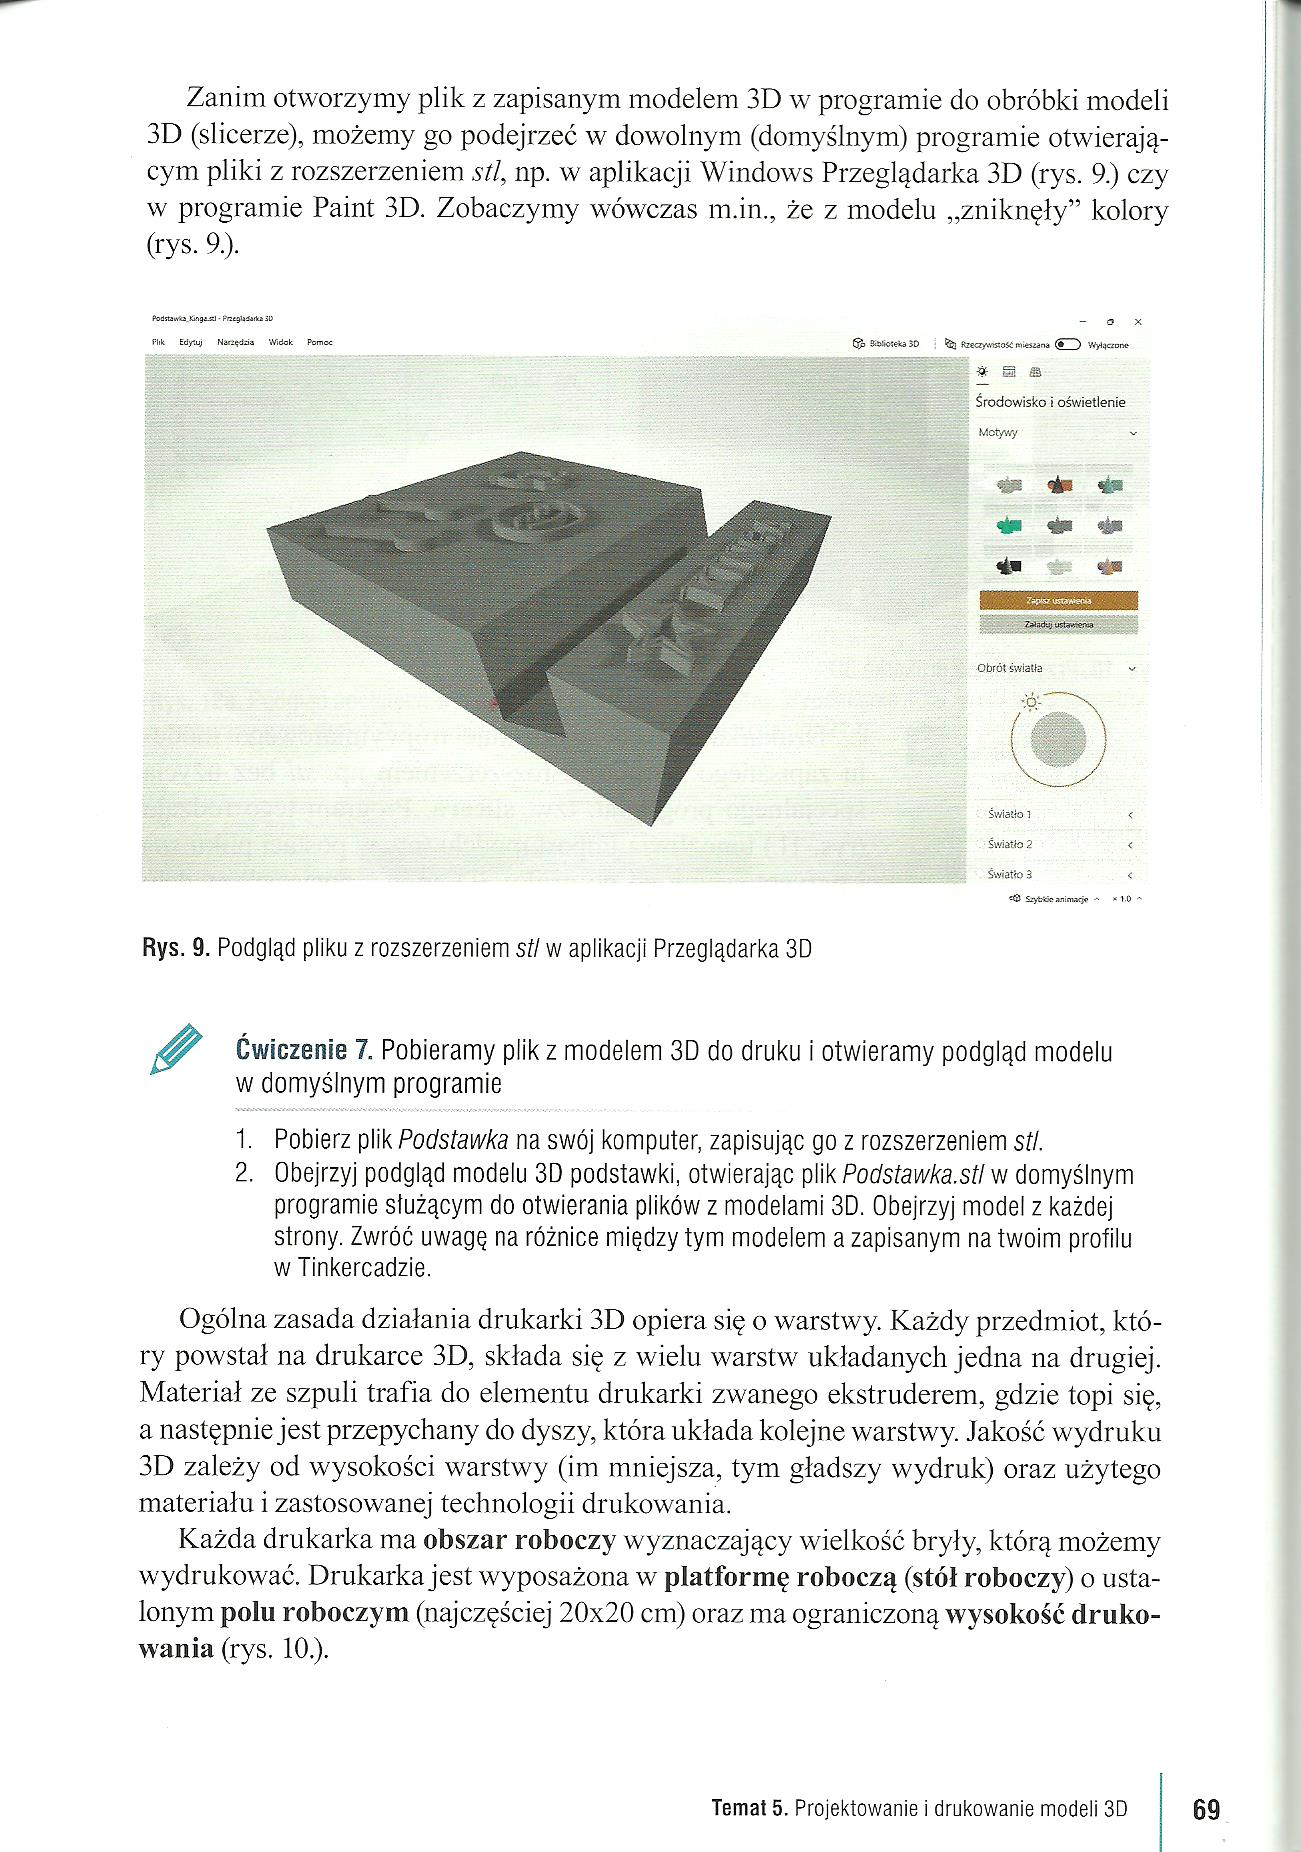 Zanim otworzymy plik z zapisanym modelem 3D w programie do obróbki modeli
3D (slicerze), możemy go podejrzeć w dowolnym (domyślnym) programie otwierają-
cym pliki z rozszerzeniem stl, np. w aplikacji Windows Przeglądarka 3D (rys. 9.) czy
w programie Paint 3D. Zobaczymy wówczas m.in., że z modelu „zniknęły” kolory
(rys. 9.).
Podstawka_Kinga.stl - Przeglądarka 3D
Plik Edytuj Narzędzia Widok Pomoc
Biblioteka 3D Rzeczywistość mieszana Wyłączone
Środowisko i oświetlenie
Motywy
Zapisz ustawienia
Załaduj ustawienia
Obrót światła
Światło 1
Światło 2
Światło 3
Szybkie animacje × 1.0
KINGA
Rys. 9. Podgląd pliku z rozszerzeniem stl w aplikacji Przeglądarka 3D
Ćwiczenie 7. Pobieramy plik z modelem 3D do druku i otwieramy podgląd modelu
w domyślnym programie
1. Pobierz plik Podstawka na swój komputer, zapisując go z rozszerzeniem stl.
2. Obejrzyj podgląd modelu 3D podstawki, otwierając plik Podstawka.stl w domyślnym
programie służącym do otwierania plików z modelami 3D. Obejrzyj model z każdej
strony. Zwróć uwagę na różnice między tym modelem a zapisanym na twoim profilu
w Tinkercadzie.
Ogólna zasada działania drukarki 3D opiera się o warstwy. Każdy przedmiot, któ-
ry powstał na drukarce 3D, składa się z wielu warstw układanych jedna na drugiej.
Materiał ze szpuli trafia do elementu drukarki zwanego ekstruderem, gdzie topi się,
a następnie jest przepychany do dyszy, która układa kolejne warstwy. Jakość wydruku
3D zależy od wysokości warstwy (im mniejsza, tym gładszy wydruk) oraz użytego
materiału i zastosowanej technologii drukowania.
Każda drukarka ma obszar roboczy wyznaczający wielkość bryły, którą możemy
wydrukować. Drukarka jest wyposażona w platformę roboczą (stół roboczy) o usta-
lonym polu roboczym (najczęściej 20x20 cm) oraz ma ograniczoną wysokość druko-
wania (rys. 10.).
Temat 5. Projektowanie i drukowanie modeli 3D
69